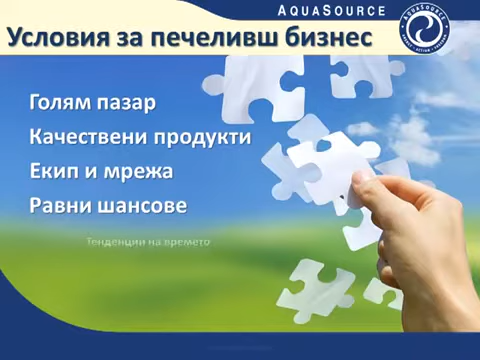 AQUASOURCE
Условия за печеливш бизнес
Голям пазар
Качествени продукти
Екип и мрежа
Равни шансове
Тенденции на времето